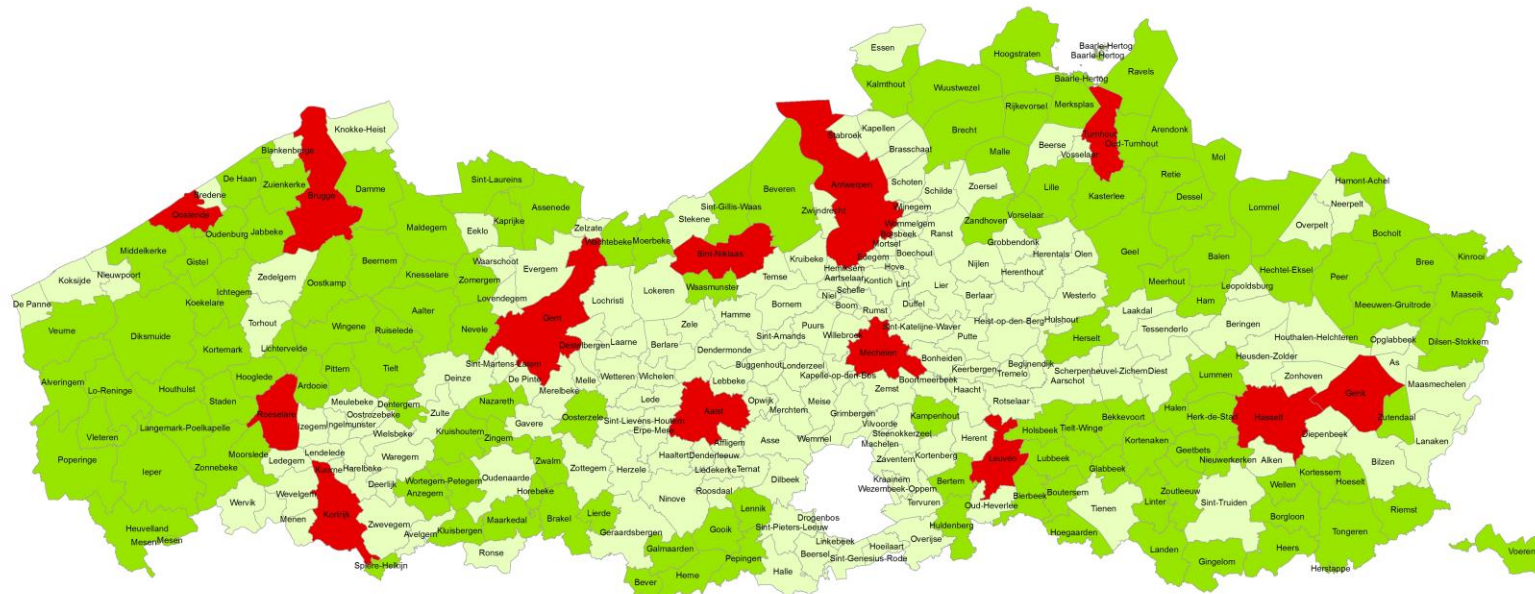 Baarle-Hertog
Baarle-Hertog
Essen
Hoogstraten
Ravels
Kalmthout
Baarle-Hertog
Wuustwezel
Rijkevorsel
Merksplas
Knokke-Heist
Kapellen
Stabroek
Brecht
Turnhout
Arendonk
Blankenberge
Brasschaat
Malle
Beerse
Oud-Turnhout
Vosselaar
Mol
De Haan
Zuienkerke
Sint-Laureins
Retie
Bredene
Brugge
Damme
Beveren
Antwerpen
Schoten
Schilde
Zoersel
Lille
Kasterlee
Dessel
Hamont-Achel
Oostende
Assenede
Sint-Gillis-Waas
Zwijndrecht
Wijnegem
Neerpelt
Kaprijke
Stekene
Zandhoven
Vorselaar
Lommel
Oudenburg
Jabbeke
Maldegem
Eeklo
Zelzate
Wommelgem
Overpelt
Middelkerke
Wachtebeke
Moerbeke
Borsbeek
Ranst
Bocholt
Gistel
Beernem
Waarschoot
Sint-Niklaas
Kruibeke
Mortsel
Grobbendonk
Geel
Balen
Edegem
Boechout
Herentals
Olen
Koksijde
Nieuwpoort
Zedelgem
Knesselare
Evergem
Hemiksem
Hove
Nijlen
Hechtel-Eksel
Peer
Bree
Kinrooi
Oostkamp
Zomergem
Temse
Aartselaar
Kontich
Lint
Herenthout
Meerhout
Leopoldsburg
De Panne
Ichtegem
Lovendegem
Lochristi
Lokeren
Waasmunster
Schelle
Lier
Berlaar
Westerlo
Ham
Maaseik
Koekelare
Aalter
Niel
Boom
Duffel
Meeuwen-Gruitrode
Veurne
Torhout
Wingene
Gent
Hamme
Bornem
Rumst
Laakdal
Diksmuide
Ruiselede
Nevele
Zele
Puurs
Sint-Katelijne-Waver
Heist-op-den-Berg
Hulshout
Tessenderlo
Beringen
Destelbergen
Laarne
Sint-Amands
Willebroek
Putte
Herselt
Houthalen-Helchteren
Opglabbeek
Dilsen-Stokkem
Kortemark
Lichtervelde
Berlare
Dendermonde
Mechelen
Heusden-Zolder
Pittem
Tielt
Sint-Martens-Latem
Buggenhout
Londerzeel
Bonheiden
Begijnendijk
As
Alveringem
Deinze
De Pinte
Melle
Wetteren
Wichelen
Kapelle-op-den-Bos
Keerbergen
Tremelo
Scherpenheuvel-Zichem
Diest
Lummen
Zonhoven
Lo-Reninge
Houthulst
Hooglede
Ardooie
Merelbeke
Lebbeke
Zemst
Boortmeerbeek
Aarschot
Genk
Maasmechelen
Staden
Meulebeke
Dentergem
Nazareth
Lede
Opwijk
Meise
Haacht
Rotselaar
Halen
Roeselare
Oostrozebeke
Zulte
Oosterzele
Aalst
Merchtem
Grimbergen
Kampenhout
Bekkevoort
Herk-de-Stad
Hasselt
Zutendaal
Izegem
Ingelmunster
Gavere
Sint-Lievens-Houtem
Vilvoorde
Holsbeek
Tielt-Winge
Langemark-Poelkapelle
Wielsbeke
Kruishoutem
Erpe-Mere
Steenokkerzeel
Vleteren
Zingem
Affligem
Asse
Wemmel
Machelen
Herent
Kortenaken
Diepenbeek
Lanaken
Moorslede
Lendelede
Waregem
Haaltert
Denderleeuw
Lubbeek
Geetbets
Poperinge
Ieper
Zonnebeke
Ledegem
Kuurne
Harelbeke
Zwalm
Zottegem
Herzele
Liedekerke
Ternat
Zaventem
Kortenberg
Leuven
Glabbeek
Nieuwerkerken
Alken
Bilzen
Wortegem-Petegem
Oudenaarde
Dilbeek
Kraainem
Bertem
Kortessem
Deerlijk
Anzegem
Horebeke
Roosdaal
Wezembeek-Oppem
Bierbeek
Boutersem
Zoutleeuw
Wellen
Hoeselt
Wervik
Wevelgem
Kortrijk
Ninove
Tervuren
Oud-Heverlee
Tienen
Linter
Sint-Truiden
Menen
Maarkedal
Lierde
Lennik
Drogenbos
Hoegaarden
Borgloon
Riemst
Heuvelland
Zwevegem
Brakel
Gooik
Sint-Pieters-Leeuw
Huldenberg
Tongeren
Avelgem
Kluisbergen
Geraardsbergen
Linkebeek
Overijse
Mesen
Mesen
Galmaarden
Hoeilaart
Landen
Heers
Voeren
Ronse
Pepingen
Beersel
Sint-Genesius-Rode
Gingelom
Spiere-Helkijn
Herne
Halle
Herstappe
Bever